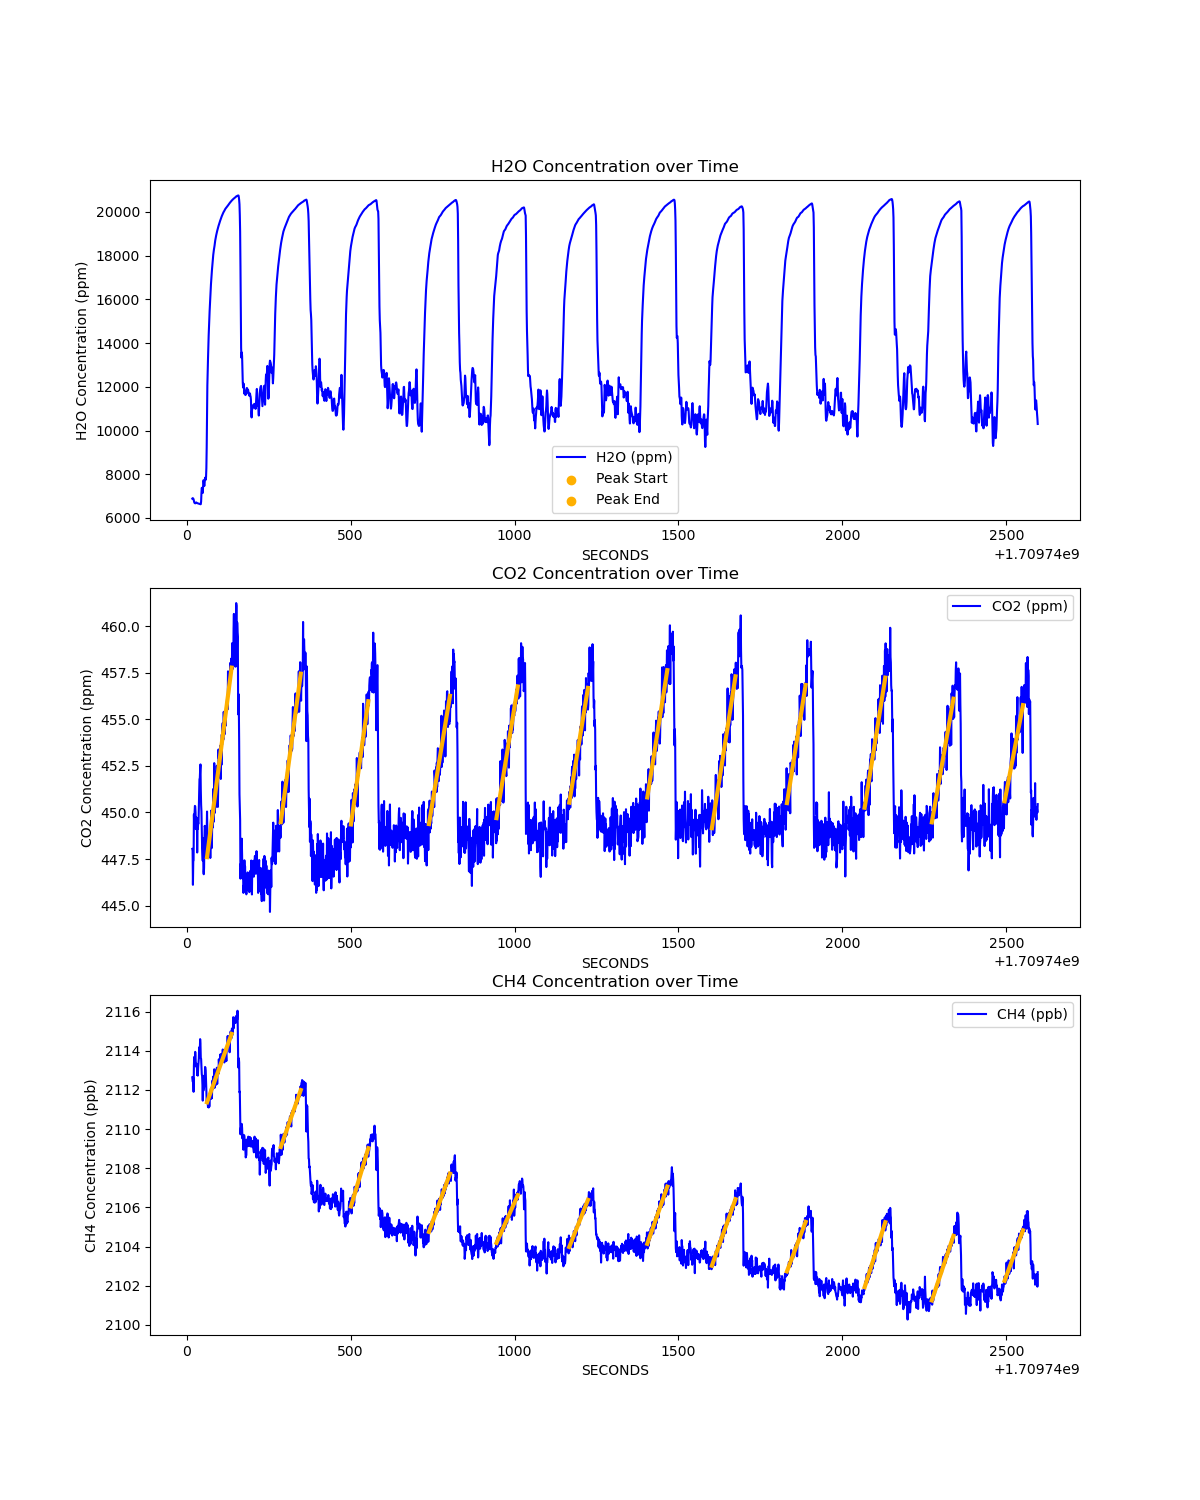 H2O Concentration over Time
H2O Concentration (ppm)
20000
18000
16000
14000
12000
10000
8000
6000
H2O (ppm)
Peak Start
Peak End
0
500
1000
1500
2000
2500
SECONDS
+1.70974e9
CO2 Concentration over Time
CO2 Concentration (ppm)
460.0
457.5
455.0
452.5
450.0
447.5
445.0
CO2 (ppm)
0
500
1000
1500
2000
2500
SECONDS
+1.70974e9
CH4 Concentration over Time
CH4 Concentration (ppb)
2116
2114
2112
2110
2108
2106
2104
2102
2100
CH4 (ppb)
0
500
1000
1500
2000
2500
SECONDS
+1.70974e9